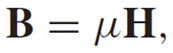 B = μH,